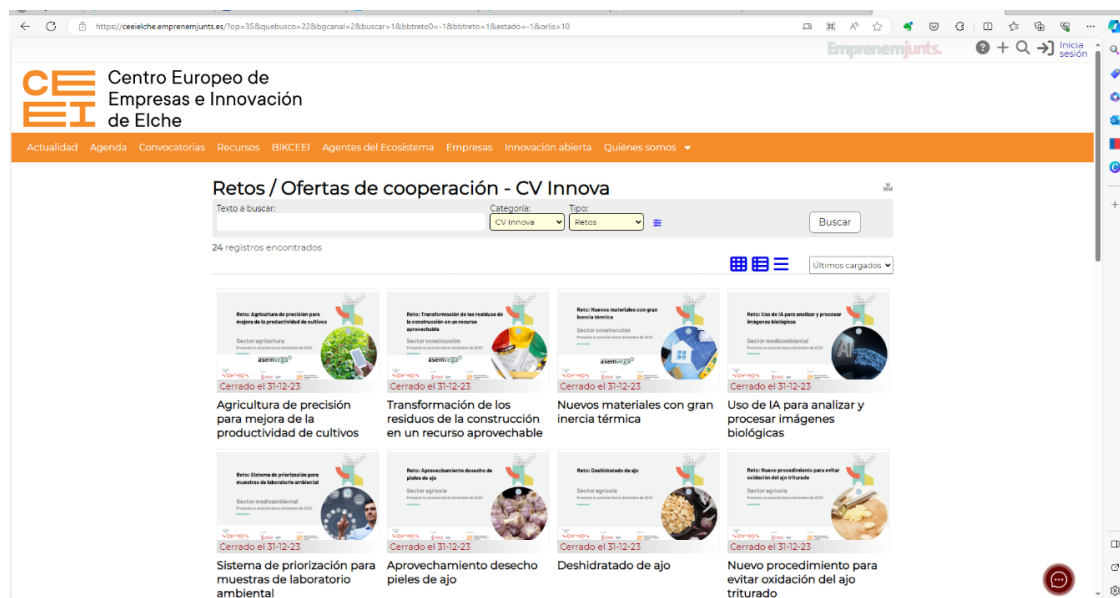 https://ceeielche.emprenemjunts.es/?op=35&quebusco=22&bgcanal=2&buscar=1&bbtreto0=-1&bbtreto=1&estado=-1&orlis=10
Emprenemjunts.
Inicia sesión
CEEI
Centro Europeo de
Empresas e Innovación
de Elche
Actualidad Agenda Convocatorias Recursos BIKCEEI Agentes del Ecosistema Empresas Innovación abierta Quiénes somos
Retos / Ofertas de cooperación - CV Innova
Texto a buscar: Categoría: Tipo:
CV Innova Retos Buscar
24 registros encontrados
Últimos cargados
Reto: Agricultura de precisión para
mejora de la productividad de cultivos
Sector agricultura
asemvega
Cerrado el 31-12-23
Agricultura de precisión
para mejora de la
productividad de cultivos
Reto: Transformación de los residuos de
la construcción en un recurso
aprovechable
Sector construcción
asemvega
Cerrado el 31-12-23
Transformación de los
residuos de la construcción
en un recurso aprovechable
Reto: Nuevos materiales con gran
inercia térmica
Sector construcción
asemvega
Cerrado el 31-12-23
Nuevos materiales con gran
inercia térmica
Reto: Uso de IA para analizar y procesar
imágenes biológicas
Sector medioambiental
AI
Cerrado el 31-12-23
Uso de IA para analizar y
procesar imágenes
biológicas
Reto: Sistema de priorización para
muestras de laboratorio ambiental
Sector medioambiental
Cerrado el 31-12-23
Sistema de priorización para
muestras de laboratorio
ambiental
Reto: Aprovechamiento desecho de
pieles de ajo
Sector agrícola
Cerrado el 31-12-23
Aprovechamiento desecho
pieles de ajo
Reto: Deshidratado de ajo
Sector agrícola
Cerrado el 31-12-23
Deshidratado de ajo
Reto: Nuevo procedimiento para evitar
oxidación del ajo triturado
Sector agrícola
Cerrado el 31-12-23
Nuevo procedimiento para
evitar oxidación del ajo
triturado